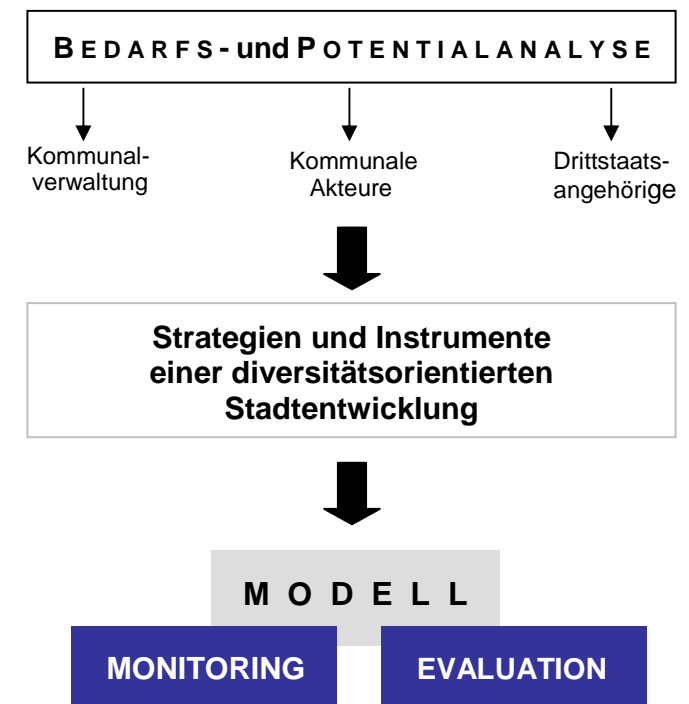 BEDARFS- und POTENTIALANALYSE
Kommunal-
verwaltung
Kommunale
Akteure
Drittstaats-
angehörige
Strategien und Instrumente
einer diversitätsorientierten
Stadtentwicklung
MODELL
MONITORING
EVALUATION